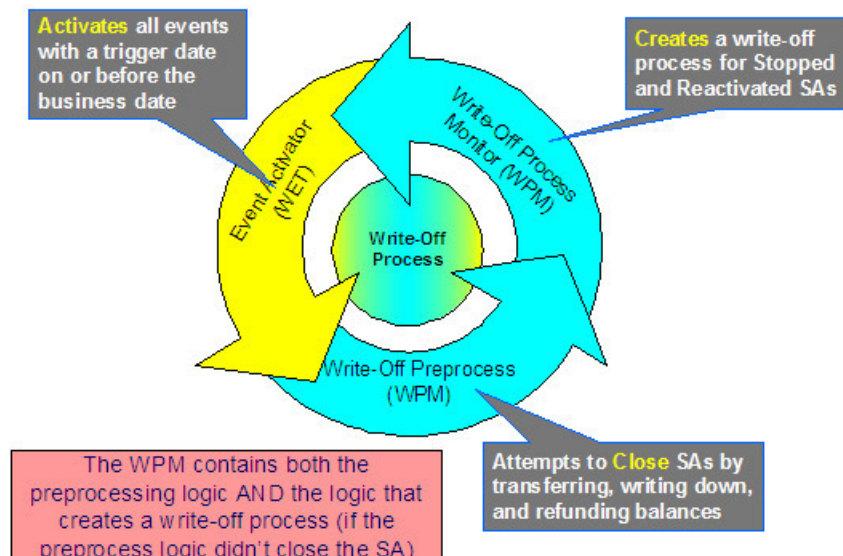 Activates all events
with a trigger date
on or before the
business date
Creates a write-off
process for Stopped
and Reactivated SAs
Write-Off Process
Monitor (WPM)
Event Activator
(WET)
Write-Off
Process
Write-Off Preprocess
(WPM)
Attempts to Close SAs by
transferring, writing down,
and refunding balances
The WPM contains both the
preprocessing logic AND the logic that
creates a write-off process (if the
preprocess logic didn't close the SA)